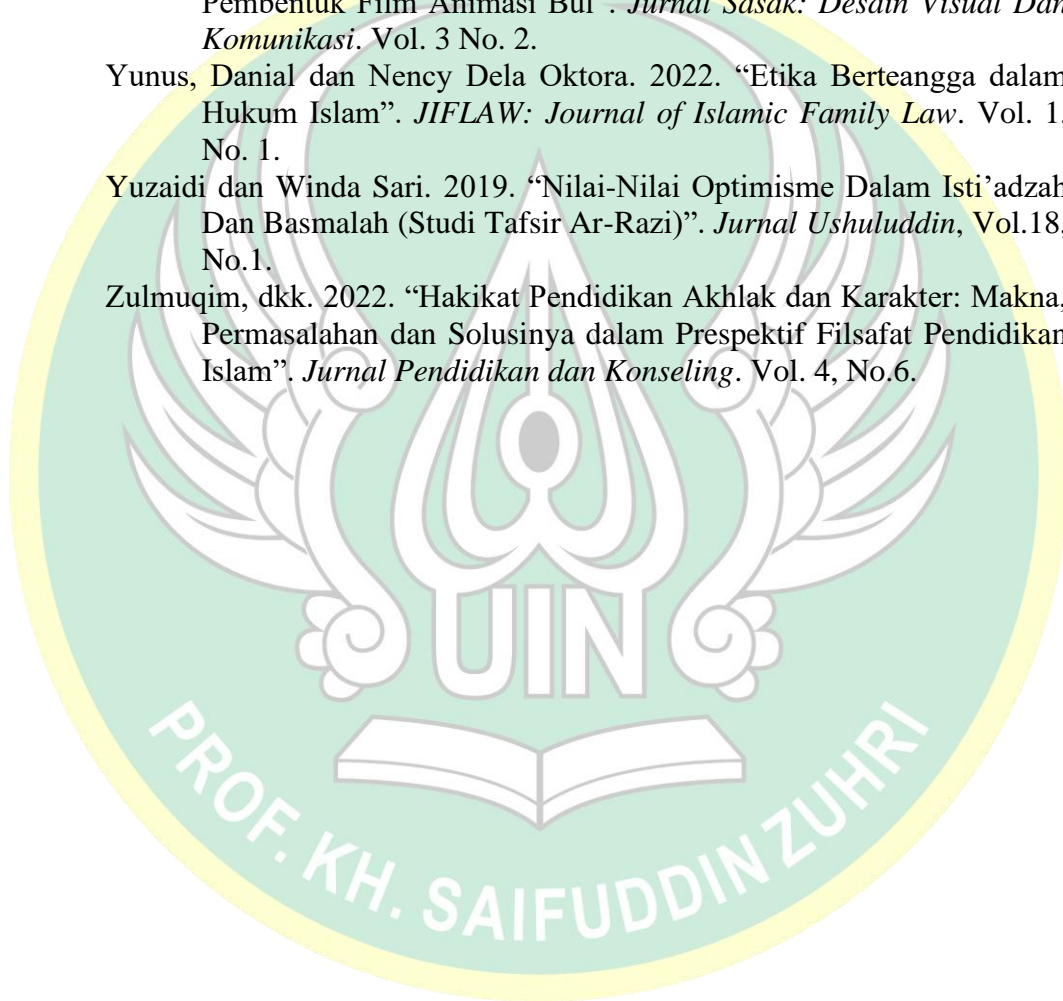 Pembentuk Film Animasi Bul”. Jurnal Sasak: Desain Visual Dan
Komunikasi. Vol. 3 No. 2.
Yunus, Danial dan Nency Dela Oktora. 2022. “Etika Berteangga dalam
Hukum Islam”. JIFLAW: Journal of Islamic Family Law. Vol. 1,
No. 1.
Yuzaidi dan Winda Sari. 2019. “Nilai-Nilai Optimisme Dalam Isti’adzah
Dan Basmalah (Studi Tafsir Ar-Razi)”. Jurnal Ushuluddin, Vol.18,
No.1.
Zulmuqim, dkk. 2022. “Hakikat Pendidikan Akhlak dan Karakter: Makna,
Permasalahan dan Solusinya dalam Prespektif Filsafat Pendidikan
Islam”. Jurnal Pendidikan dan Konseling. Vol. 4, No.6.
UIN
PROF. KH. SAIFUDDIN ZUHRI